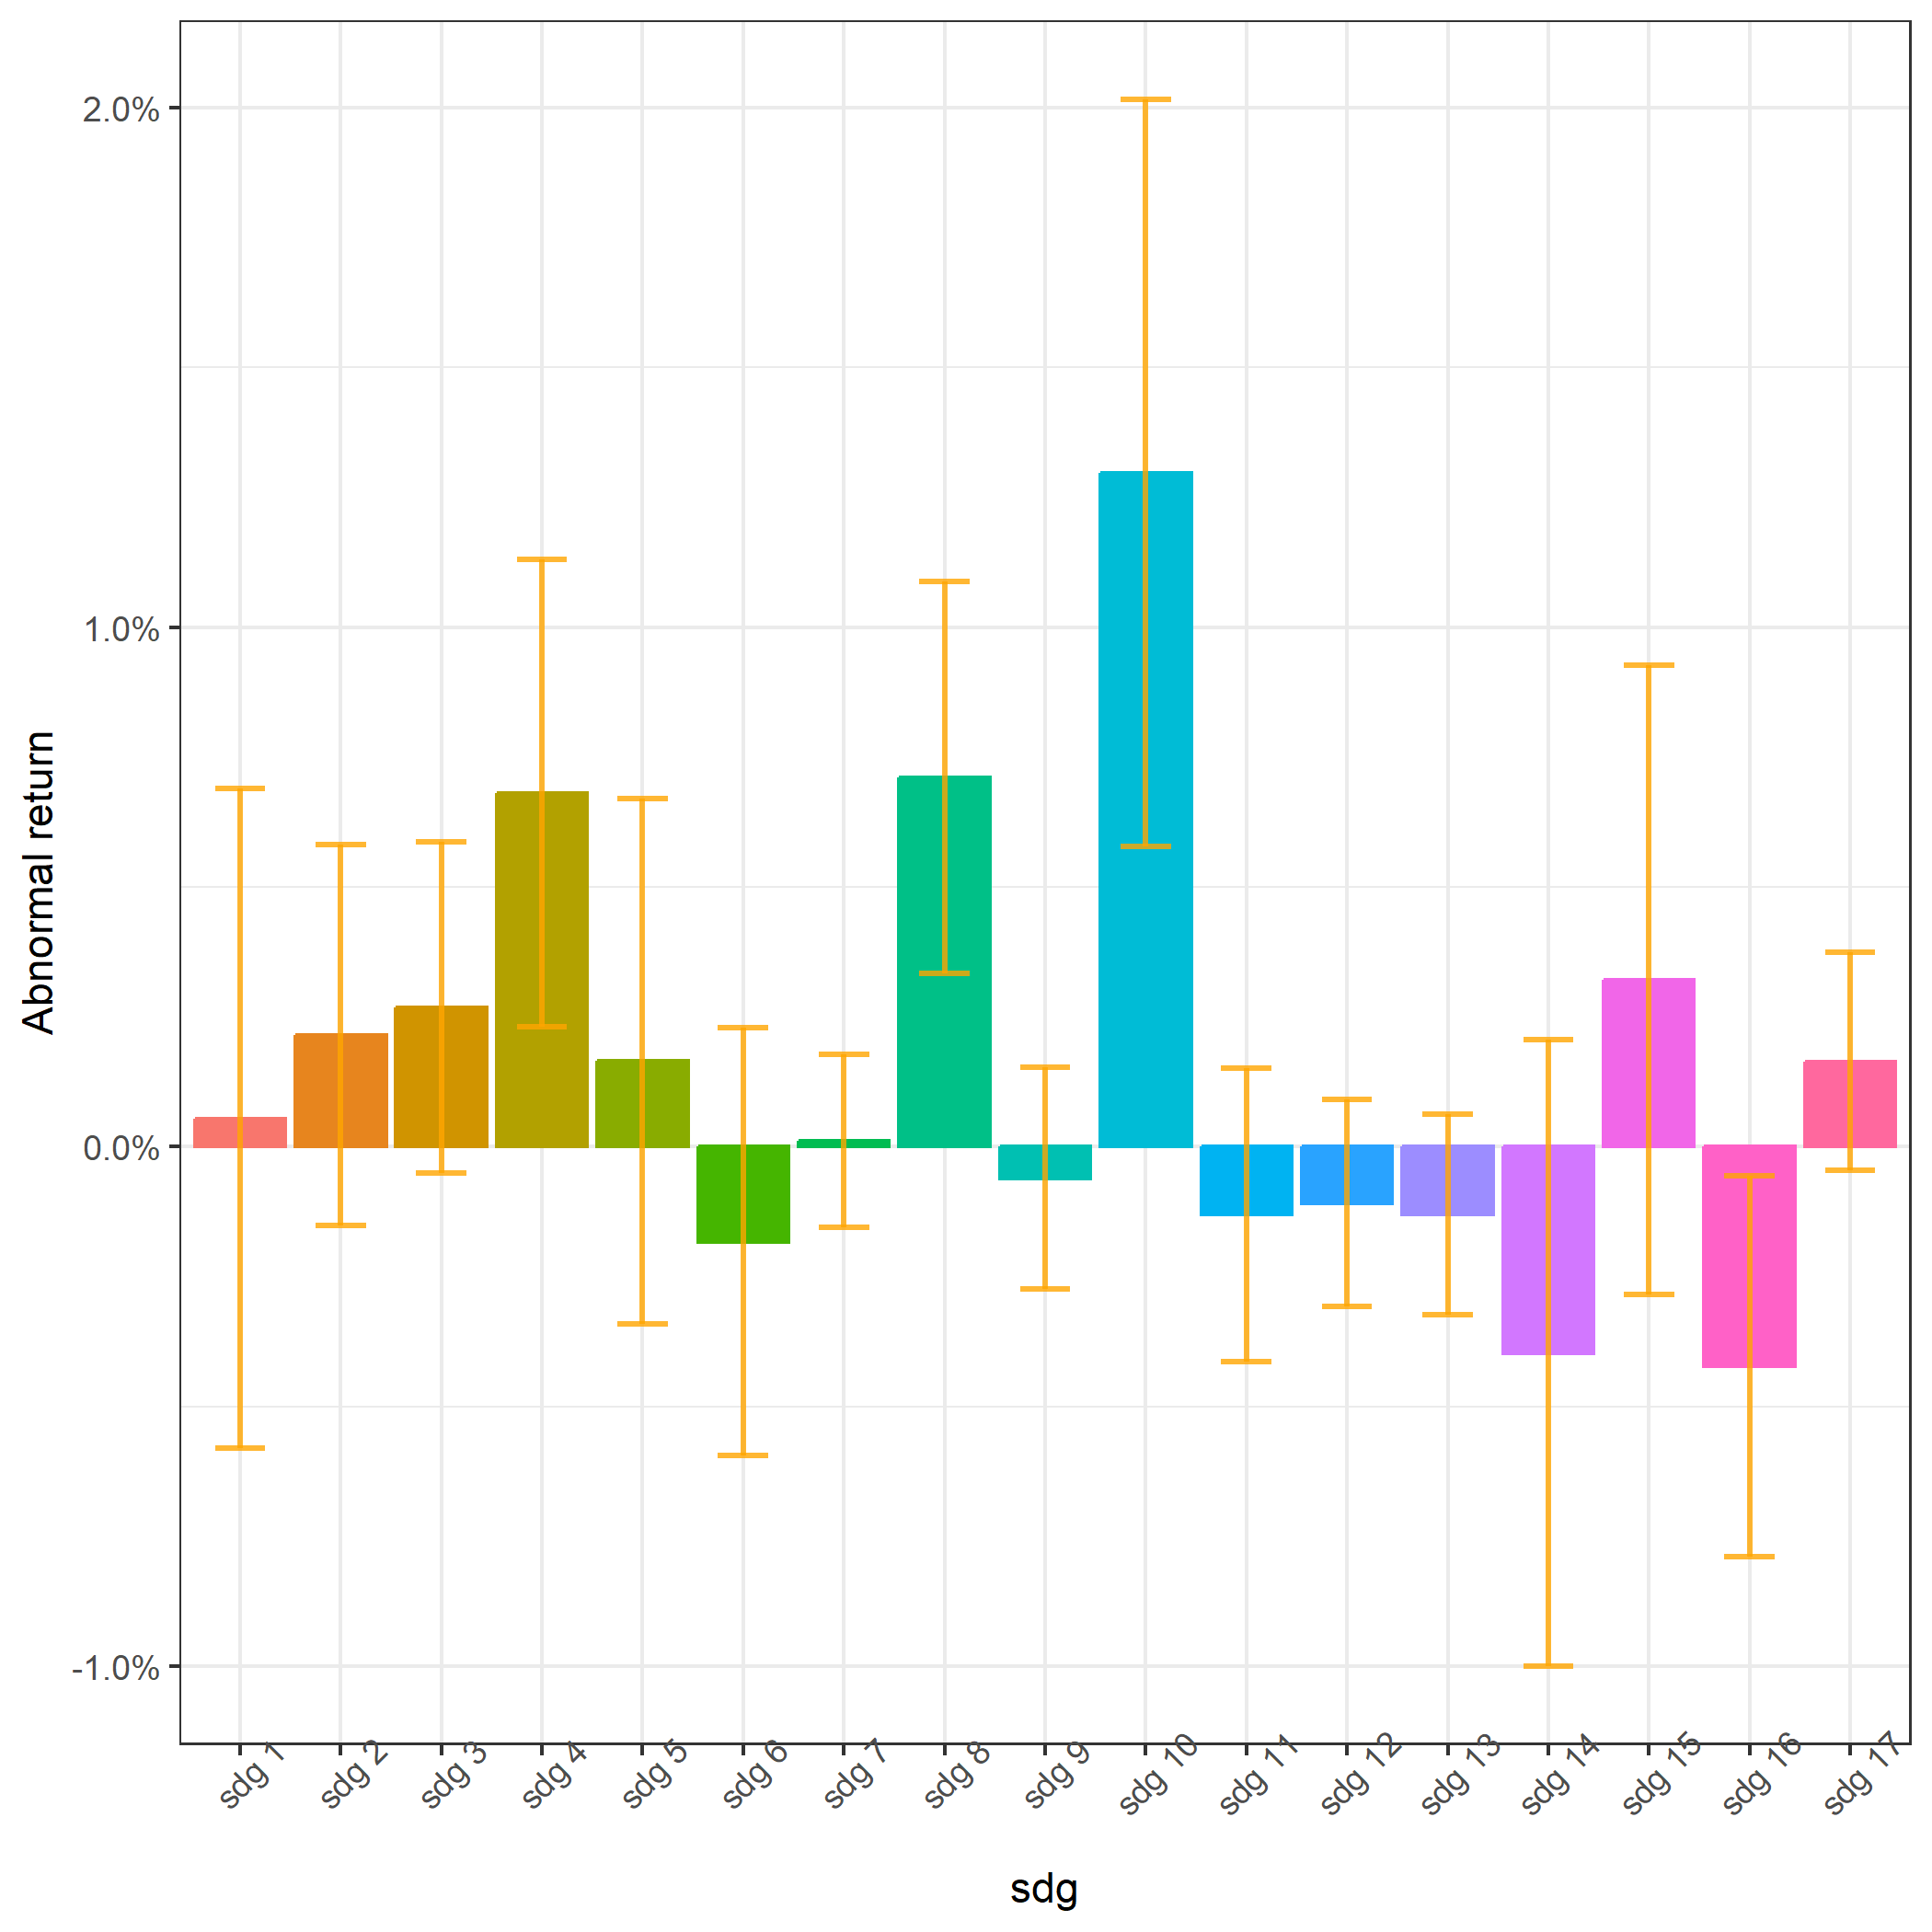 2.0%
1.0%
0.0%
-1.0%
Abnormal return
sdg 1
sdg 2
sdg 3
sdg 4
sdg 5
sdg 6
sdg 7
sdg 8
sdg 9
sdg 10
sdg 11
sdg 12
sdg 13
sdg 14
sdg 15
sdg 16
sdg 17
sdg